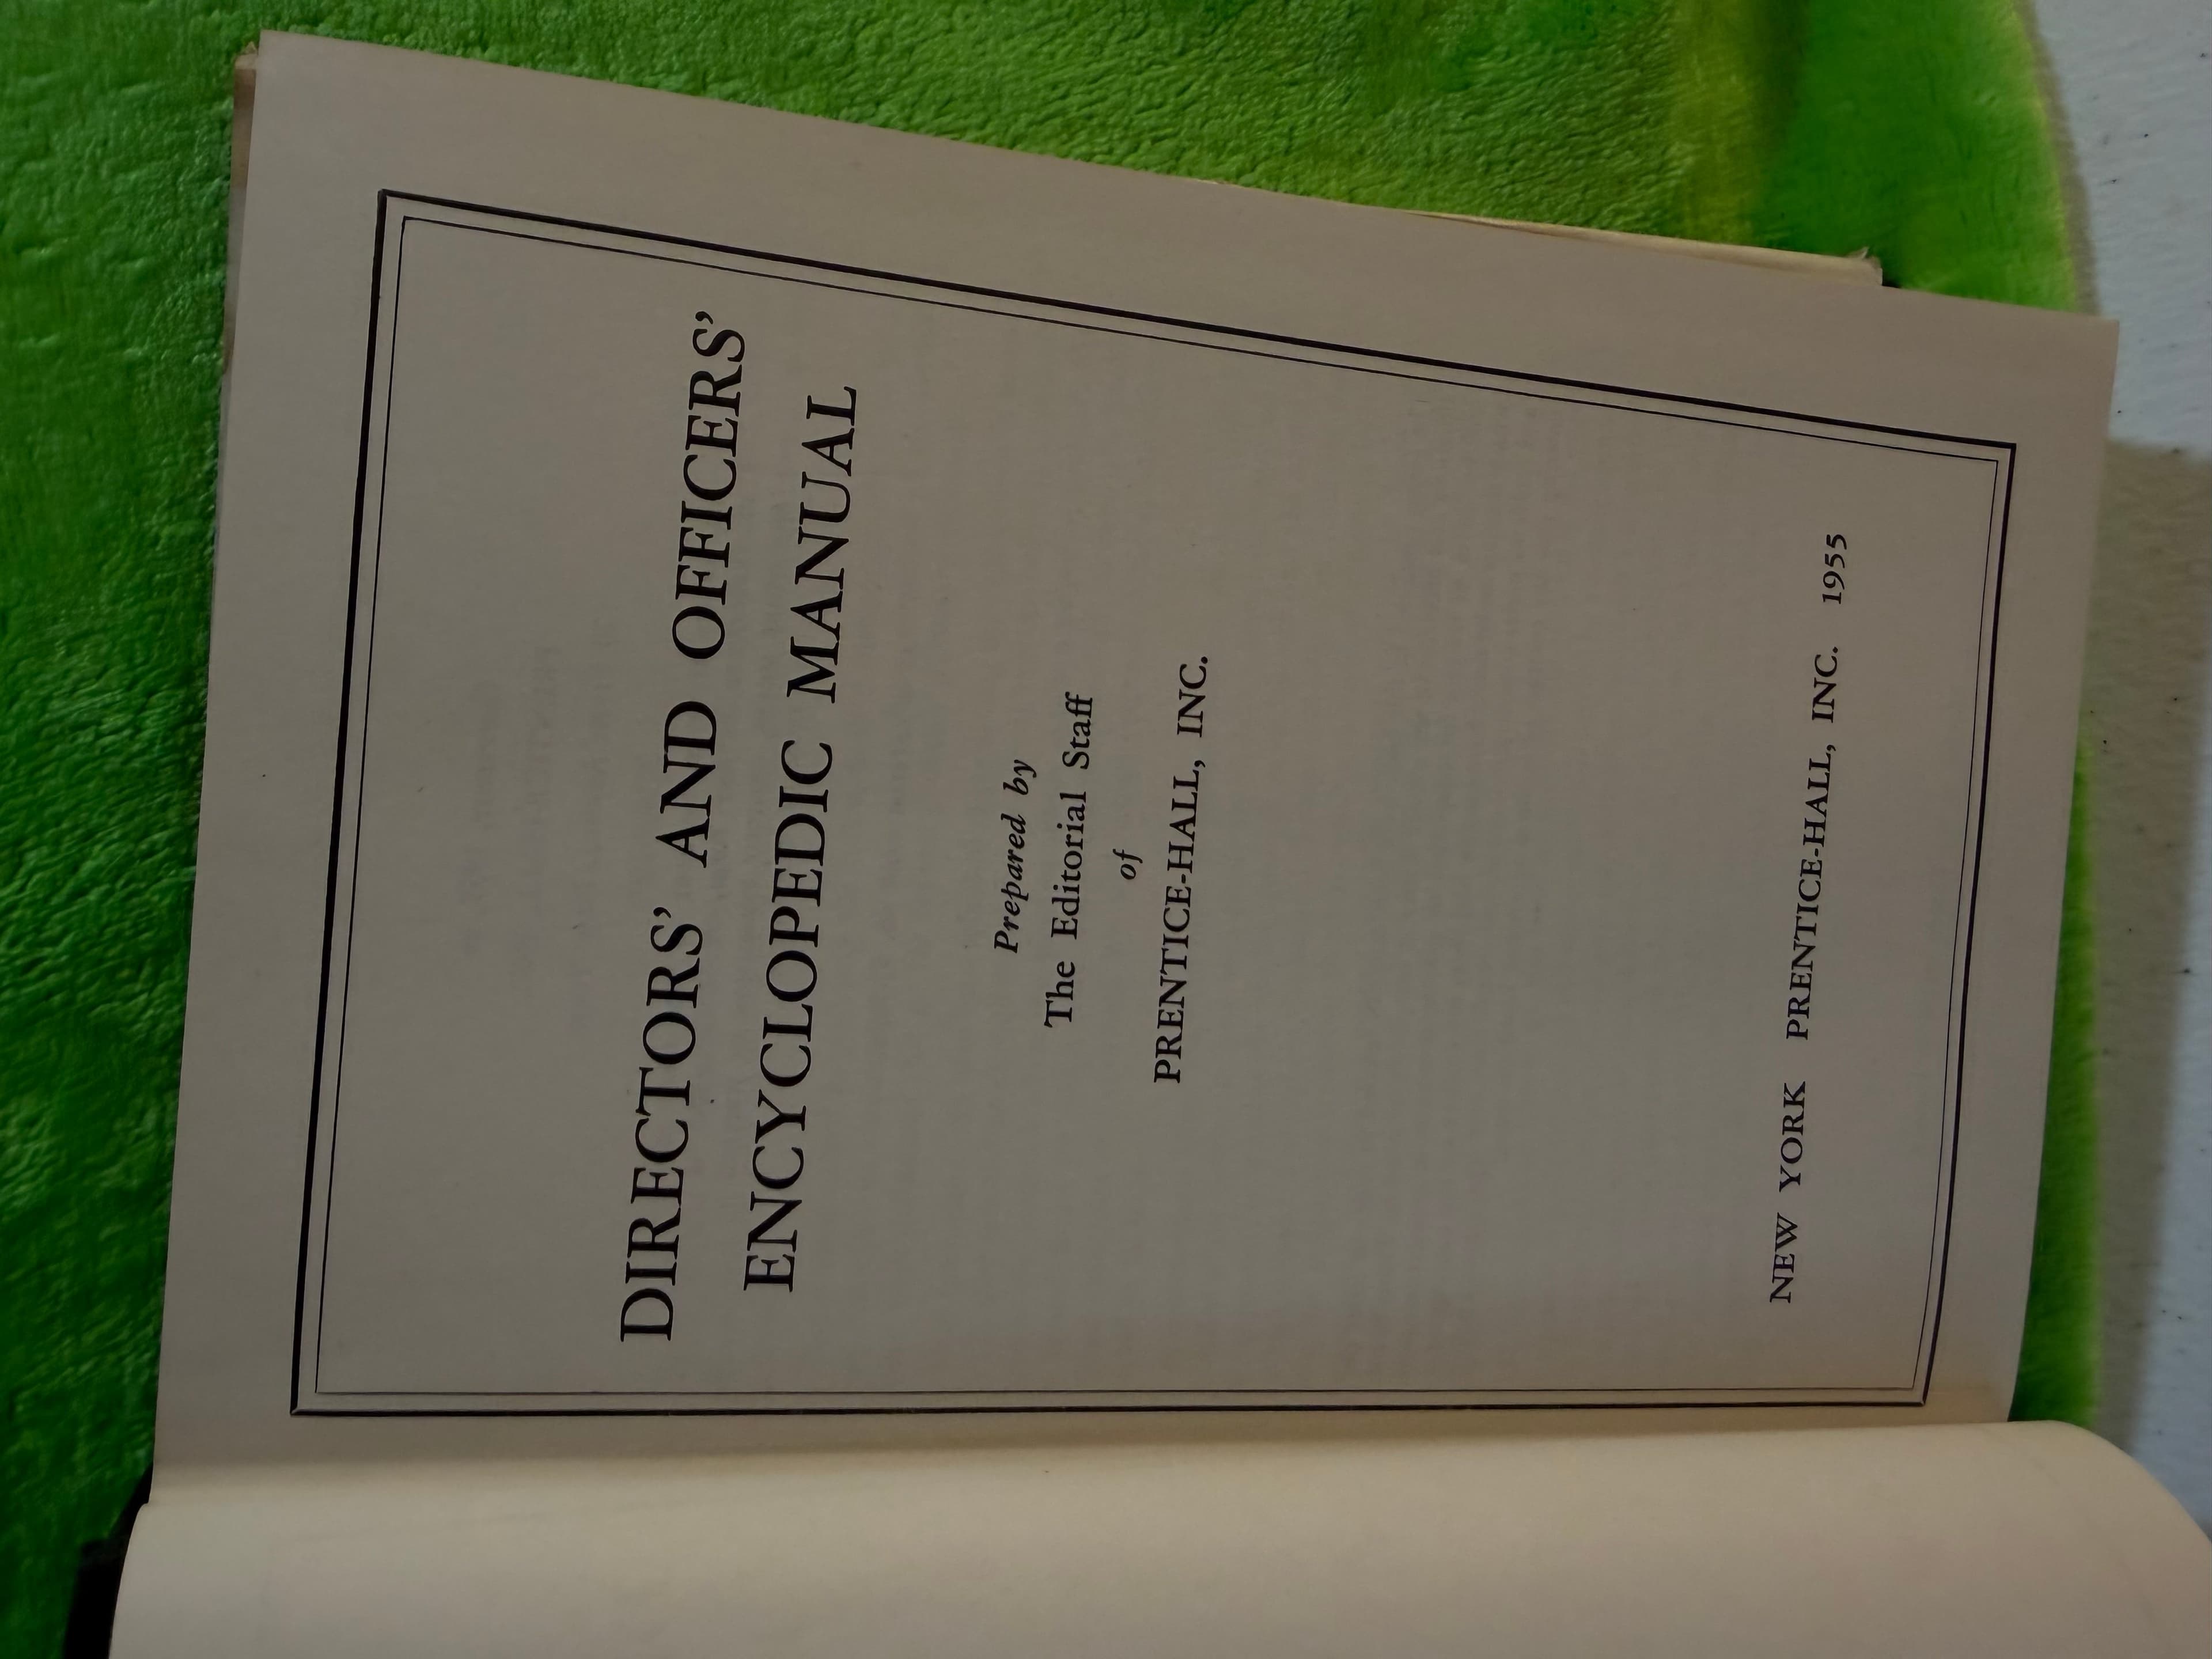 DIRECTORS' AND OFFICERS'
ENCYCLOPEDIC MANUAL
Prepared by
The Editorial Staff
of
PRENTICE-HALL, INC.
NEW YORK PRENTICE-HALL, INC. 1955